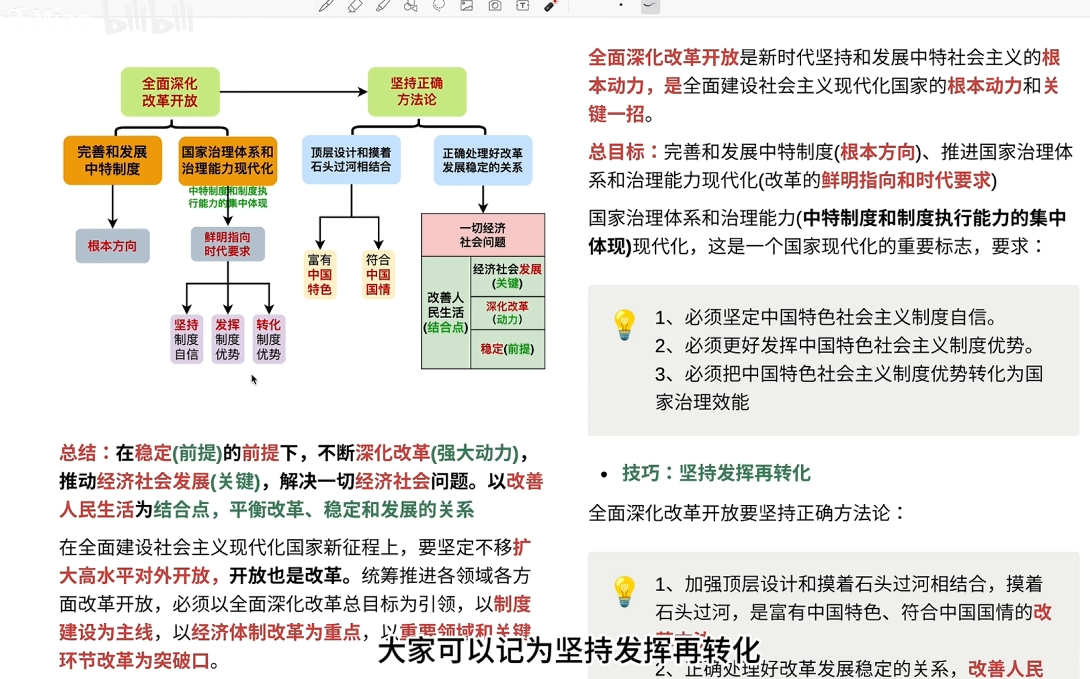 bilibili
全面深化
改革开放
坚持正确
方法论
完善和发展
中特制度
国家治理体系和
治理能力现代化
顶层设计和摸着
石头过河相结合
正确处理好改革
发展稳定的关系
中特制度和制度执
行能力的集中体现
根本方向
鲜明指向
时代要求
富有
中国
特色
符合
中国
国情
一切经济
社会问题
改善人
民生活
(结合点)
经济社会发展
(关键)
深化改革
(动力)
稳定(前提)
坚持
制度
自信
发挥
制度
优势
转化
制度
优势
总结：在稳定(前提)的前提下，不断深化改革(强大动力)，
推动经济社会发展(关键)，解决一切经济社会问题。以改善
人民生活为结合点，平衡改革、稳定和发展的关系
在全面建设社会主义现代化国家新征程上，要坚定不移扩
大高水平对外开放，开放也是改革。统筹推进各领域各方
面改革开放，必须以全面深化改革总目标为引领，以制度
建设为主线，以经济体制改革为重点，以重要领域和关键
环节改革为突破口。
全面深化改革开放是新时代坚持和发展中特社会主义的根
本动力，是全面建设社会主义现代化国家的根本动力和关
键一招。
总目标：完善和发展中特制度(根本方向)、推进国家治理体
系和治理能力现代化(改革的鲜明指向和时代要求)
国家治理体系和治理能力(中特制度和制度执行能力的集中
体现)现代化，这是一个国家现代化的重要标志，要求：
1、必须坚定中国特色社会主义制度自信。
2、必须更好发挥中国特色社会主义制度优势。
3、必须把中国特色社会主义制度优势转化为国
家治理效能
• 技巧：坚持发挥再转化
全面深化改革开放要坚持正确方法论：
1、加强顶层设计和摸着石头过河相结合，摸着
石头过河，是富有中国特色、符合中国国情的改
2、正确处理好改革发展稳定的关系，改善人民
大家可以记为坚持发挥再转化